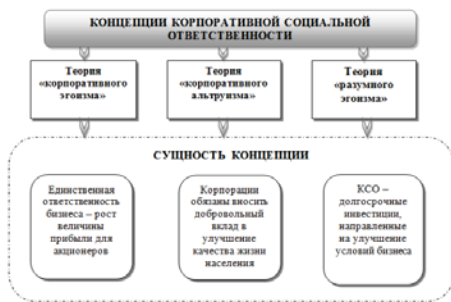 КОНЦЕПЦИИ КОРПОРАТИВНОЙ СОЦИАЛЬНОЙ
ОТВЕТСТВЕННОСТИ
Теория
«корпоративного
эгоизма»
Теория
«корпоративного
альтруизма»
Теория
«разумного
эгоизма»
СУЩНОСТЬ КОНЦЕПЦИИ
Единственная
ответственность
бизнеса – рост
величины
прибыли для
акционеров
Корпорации
обязаны вносить
добровольный
вклад в
улучшение
качества жизни
населения
КСО –
долгосрочные
инвестиции,
направленные
на улучшение
условий бизнеса